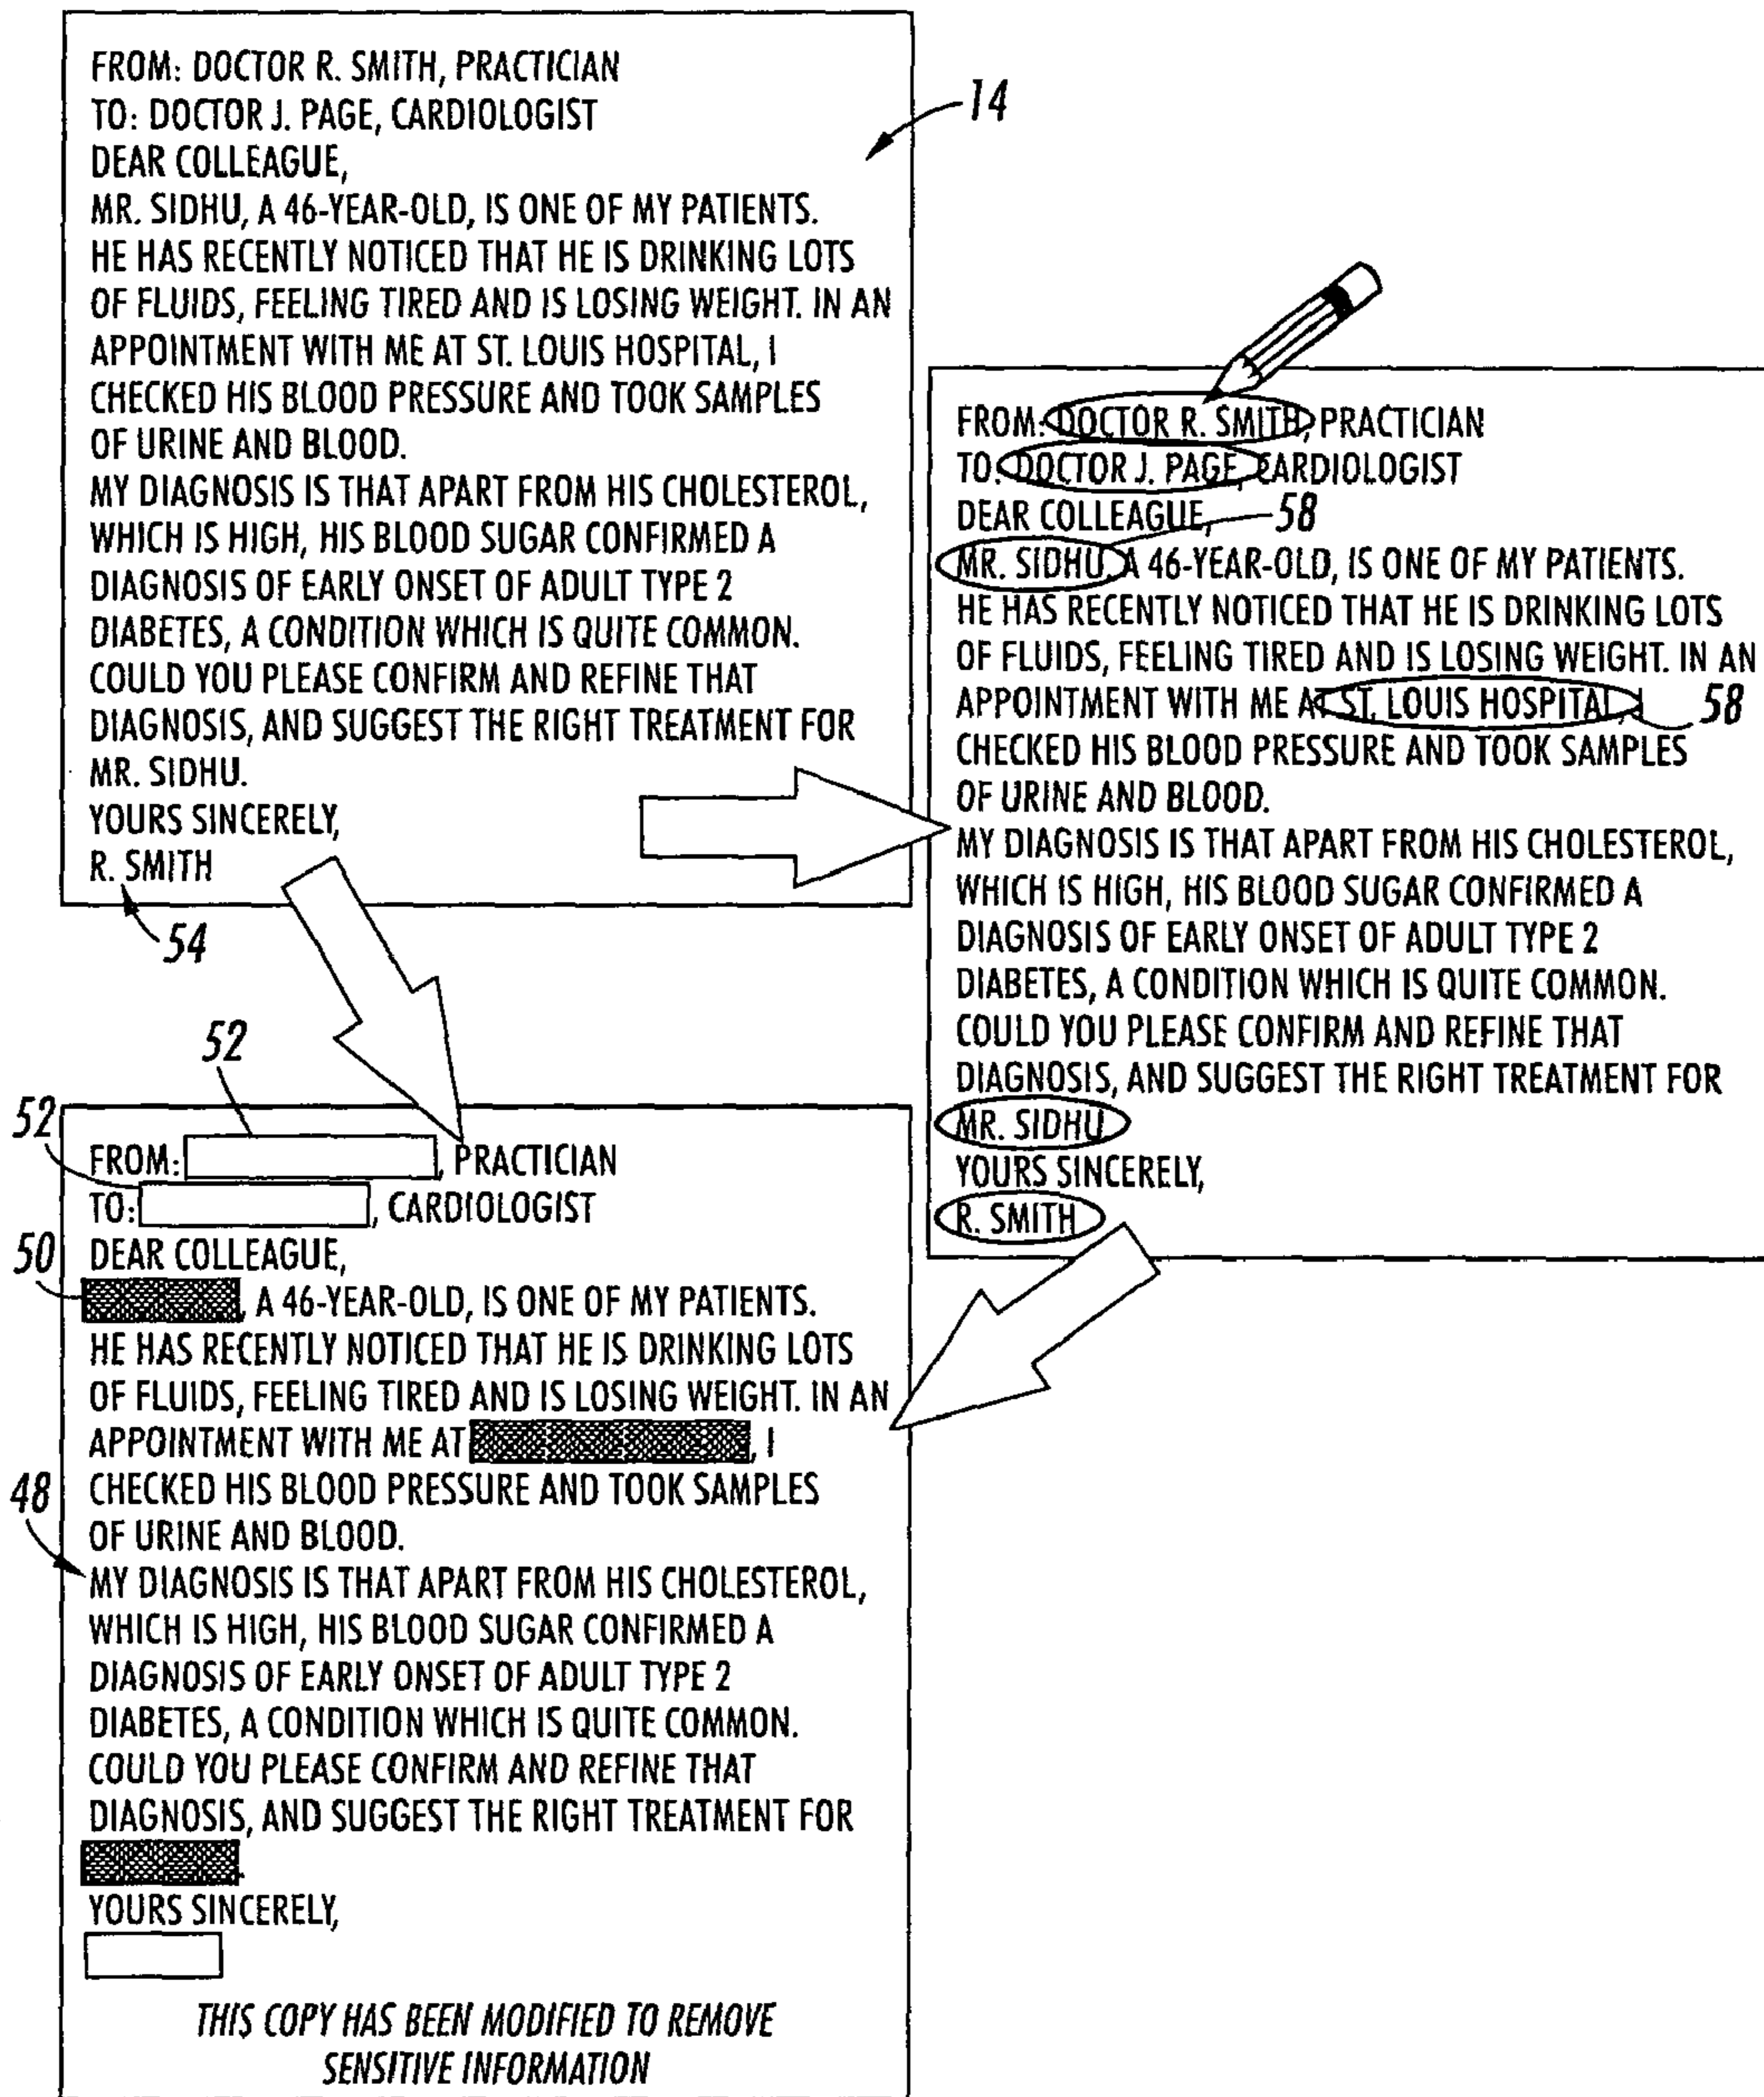 FROM: DOCTOR R. SMITH, PRACTICIAN
TO: DOCTOR J. PAGE, CARDIOLOGIST
DEAR COLLEAGUE,
MR. SIDHU, A 46-YEAR-OLD, IS ONE OF MY PATIENTS.
HE HAS RECENTLY NOTICED THAT HE IS DRINKING LOTS
OF FLUIDS, FEELING TIRED AND IS LOSING WEIGHT. IN AN
APPOINTMENT WITH ME AT ST. LOUIS HOSPITAL, I
CHECKED HIS BLOOD PRESSURE AND TOOK SAMPLES
OF URINE AND BLOOD.
MY DIAGNOSIS IS THAT APART FROM HIS CHOLESTEROL,
WHICH IS HIGH, HIS BLOOD SUGAR CONFIRMED A
DIAGNOSIS OF EARLY ONSET OF ADULT TYPE 2
DIABETES, A CONDITION WHICH IS QUITE COMMON.
COULD YOU PLEASE CONFIRM AND REFINE THAT
DIAGNOSIS, AND SUGGEST THE RIGHT TREATMENT FOR
MR. SIDHU.
YOURS SINCERELY,
R. SMITH
14
54
FROM: DOCTOR R. SMITH, PRACTICIAN
TO: DOCTOR J. PAGE, CARDIOLOGIST
DEAR COLLEAGUE,
58
MR. SIDHU A 46-YEAR-OLD, IS ONE OF MY PATIENTS.
HE HAS RECENTLY NOTICED THAT HE IS DRINKING LOTS
OF FLUIDS, FEELING TIRED AND IS LOSING WEIGHT. IN AN
APPOINTMENT WITH ME AT ST. LOUIS HOSPITAL, I
58
CHECKED HIS BLOOD PRESSURE AND TOOK SAMPLES
OF URINE AND BLOOD.
MY DIAGNOSIS IS THAT APART FROM HIS CHOLESTEROL,
WHICH IS HIGH, HIS BLOOD SUGAR CONFIRMED A
DIAGNOSIS OF EARLY ONSET OF ADULT TYPE 2
DIABETES, A CONDITION WHICH IS QUITE COMMON.
COULD YOU PLEASE CONFIRM AND REFINE THAT
DIAGNOSIS, AND SUGGEST THE RIGHT TREATMENT FOR
MR. SIDHU
YOURS SINCERELY,
R. SMITH
52
52
FROM: , PRACTICIAN
TO: , CARDIOLOGIST
50
DEAR COLLEAGUE,
, A 46-YEAR-OLD, IS ONE OF MY PATIENTS.
HE HAS RECENTLY NOTICED THAT HE IS DRINKING LOTS
OF FLUIDS, FEELING TIRED AND IS LOSING WEIGHT. IN AN
APPOINTMENT WITH ME AT , I
48
CHECKED HIS BLOOD PRESSURE AND TOOK SAMPLES
OF URINE AND BLOOD.
MY DIAGNOSIS IS THAT APART FROM HIS CHOLESTEROL,
WHICH IS HIGH, HIS BLOOD SUGAR CONFIRMED A
DIAGNOSIS OF EARLY ONSET OF ADULT TYPE 2
DIABETES, A CONDITION WHICH IS QUITE COMMON.
COULD YOU PLEASE CONFIRM AND REFINE THAT
DIAGNOSIS, AND SUGGEST THE RIGHT TREATMENT FOR
.
YOURS SINCERELY,
THIS COPY HAS BEEN MODIFIED TO REMOVE
SENSITIVE INFORMATION